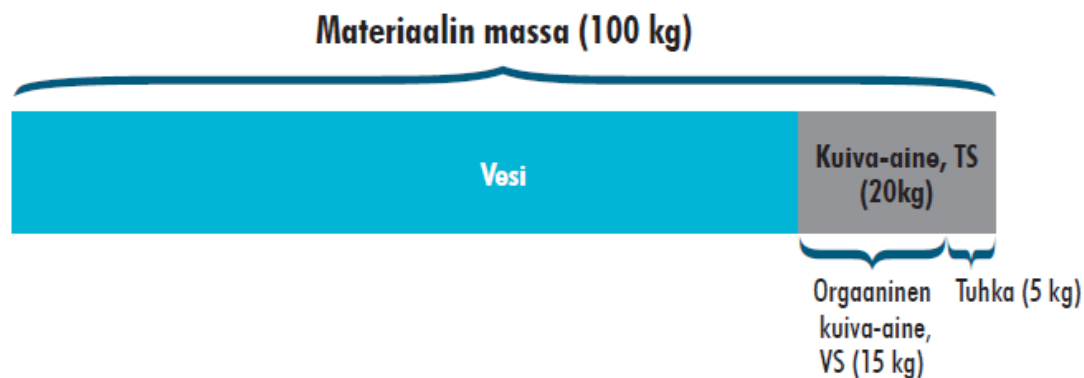 Materiaalin massa (100 kg)
Vesi
Kuiva-aine, TS
(20kg)
Orgaaninen
kuiva-aine,
VS (15 kg)
Tuhka (5 kg)